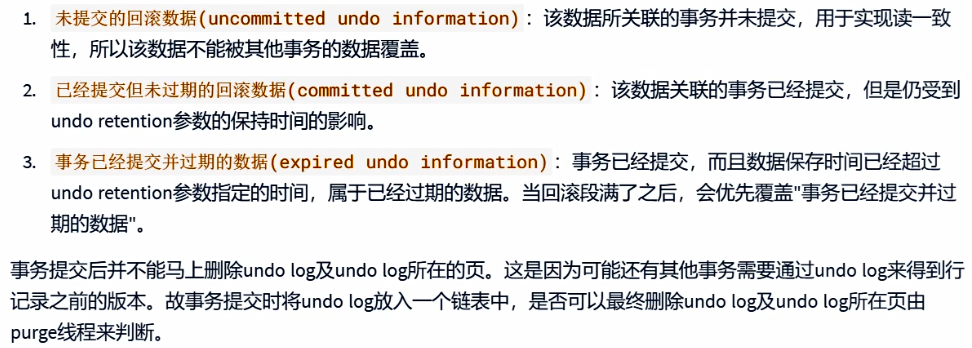 1. 未提交的回滚数据(uncommitted undo information)：该数据所关联的事务并未提交，用于实现读一致
性，所以该数据不能被其他事务的数据覆盖。
2. 已经提交但未过期的回滚数据(committed undo information)：该数据关联的事务已经提交，但是仍受到
undo retention参数的保持时间的影响。
3. 事务已经提交并过期的数据(expired undo information)：事务已经提交，而且数据保存时间已经超过
undo retention参数指定的时间，属于已经过期的数据。当回滚段满了之后，会优先覆盖"事务已经提交并过
期的数据"。
事务提交后并不能马上删除undo log及undo log所在的页。这是因为可能还有其他事务需要通过undo log来得到行
记录之前的版本。故事务提交时将undo log放入一个链表中，是否可以最终删除undo log及undo log所在页由
purge线程来判断。